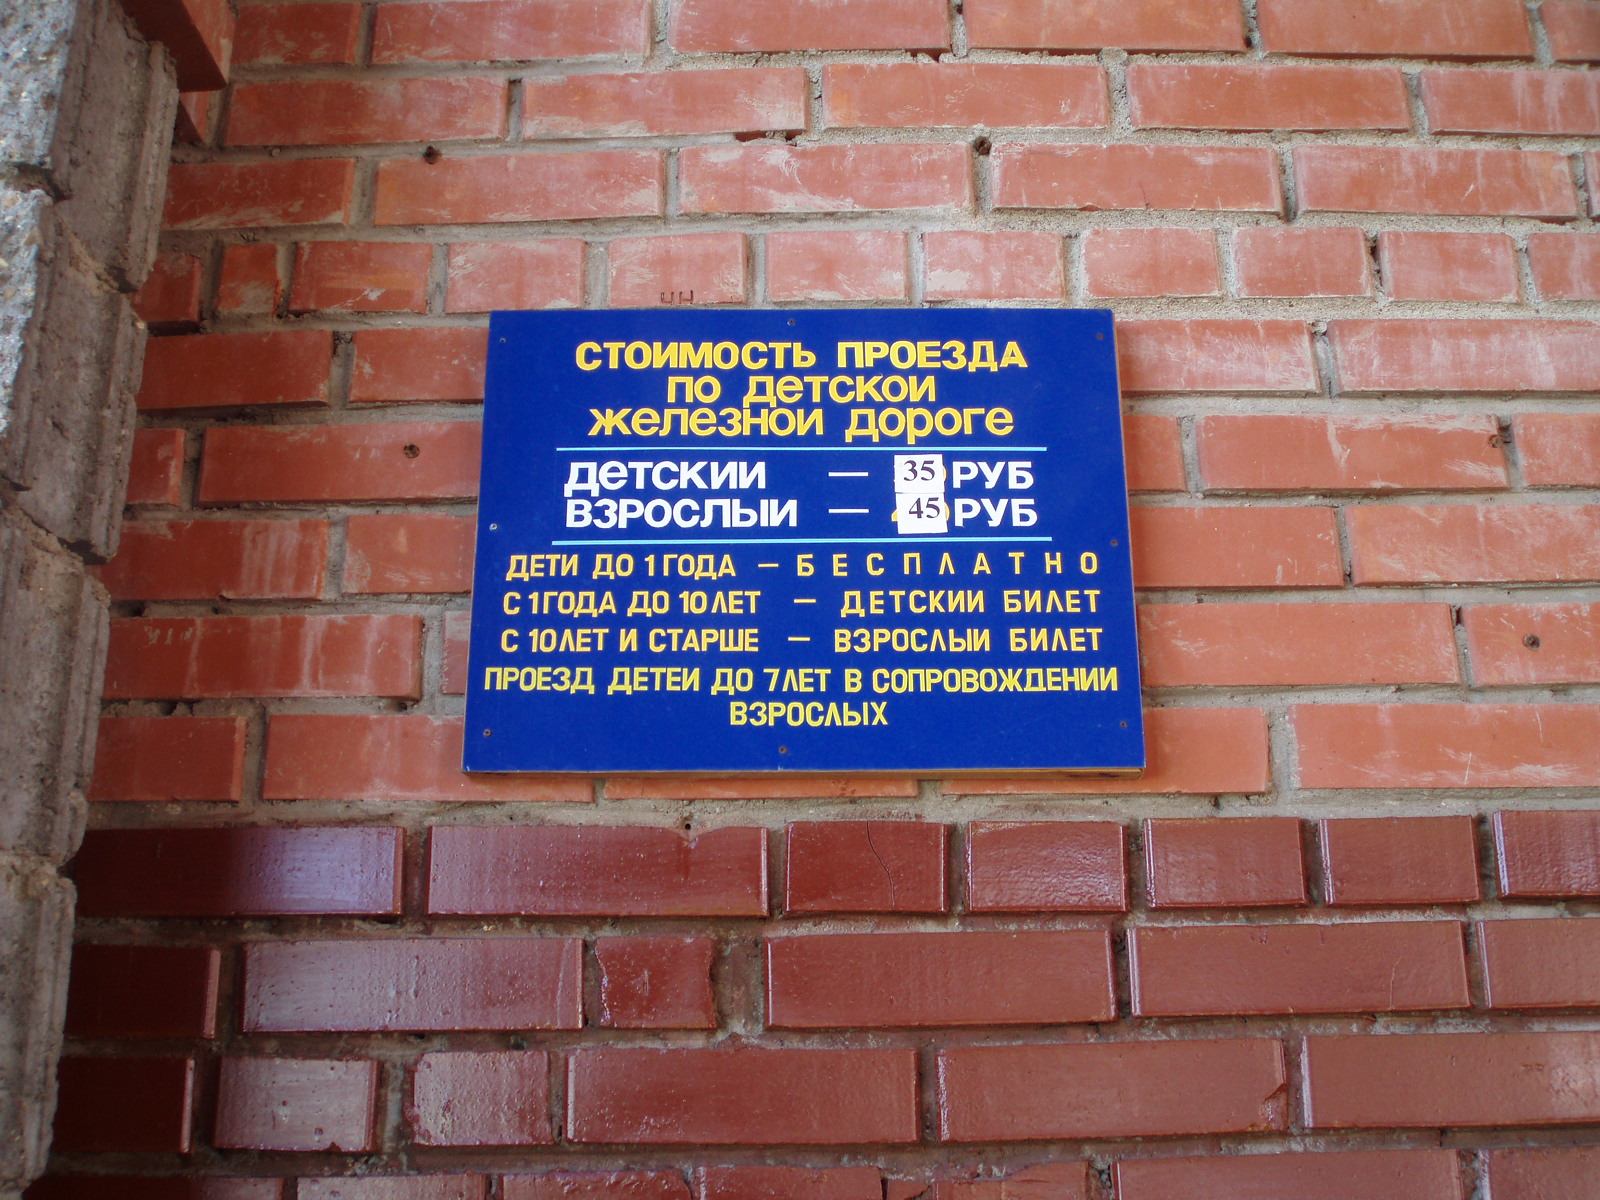 СТОИМОСТЬ ПРОЕЗДА
ПО ДЕТСКОИ
ЖЕЛЕЗНОИ ДОРОГЕ
ДЕТСКИИ — 35 РУБ
ВЗРОСЛЫИ — 45 РУБ
ДЕТИ ДО 1 ГОДА — БЕСПЛАТНО
С 1 ГОДА ДО 10 ЛЕТ — ДЕТСКИИ БИЛЕТ
С 10 ЛЕТ И СТАРШЕ — ВЗРОСЛЫИ БИЛЕТ
ПРОЕЗД ДЕТЕИ ДО 7 ЛЕТ В СОПРОВОЖДЕНИИ
ВЗРОСЛЫХ